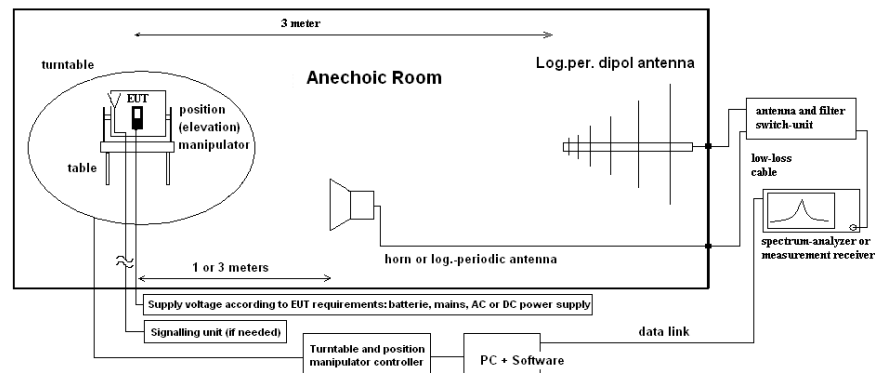 3 meter
turntable
Anechoic Room
Log.per. dipol antenna
EUT
position
(elevation)
manipulator
table
antenna and filter
switch-unit
low-loss
cable
spectrum-analyzer or
measurement receiver
horn or log.-periodic antenna
1 or 3 meters
Supply voltage according to EUT requirements: batterie, mains, AC or DC power supply
Signalling unit (if needed)
data link
Turntable and position
manipulator controller
PC + Software